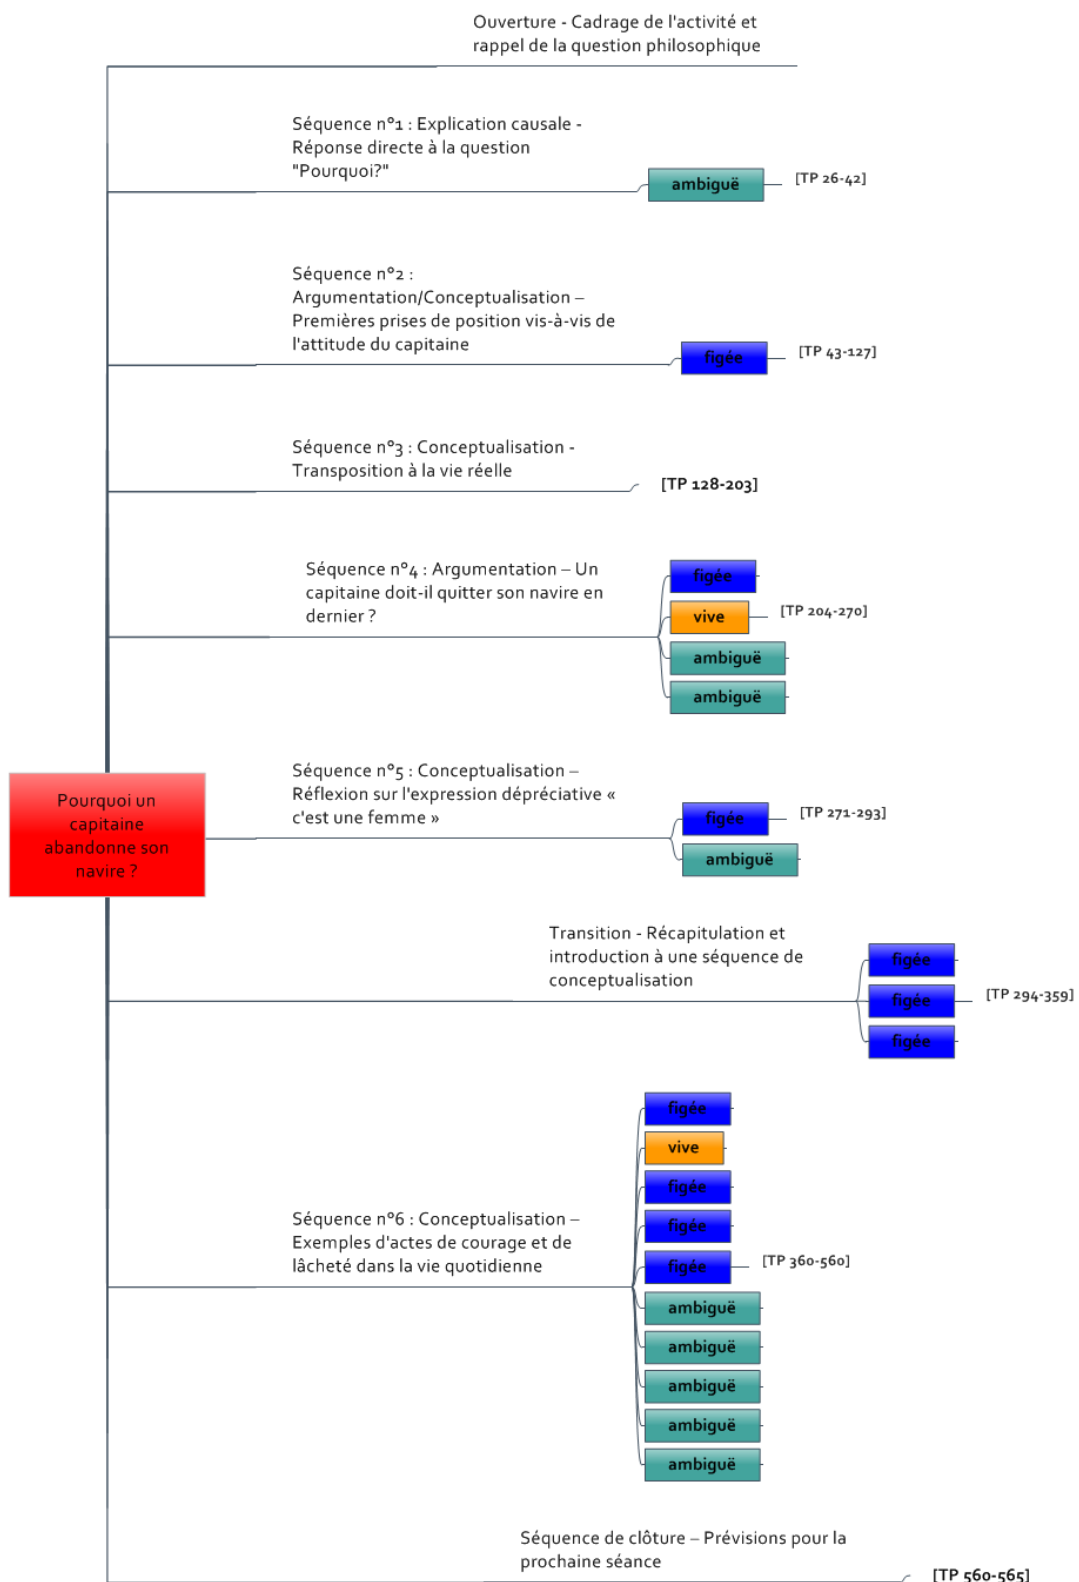 Ouverture - Cadrage de l'activité et
rappel de la question philosophique
Séquence n°1 : Explication causale -
Réponse directe à la question
"Pourquoi?"
ambiguë
[TP 26-42]
Séquence n°2 :
Argumentation/Conceptualisation –
Premières prises de position vis-à-vis de
l'attitude du capitaine
figée
[TP 43-127]
Séquence n°3 : Conceptualisation -
Transposition à la vie réelle
[TP 128-203]
Séquence n°4 : Argumentation – Un
capitaine doit-il quitter son navire en
dernier ?
figée
vive
[TP 204-270]
ambiguë
ambiguë
Pourquoi un
capitaine
abandonne son
navire ?
Séquence n°5 : Conceptualisation –
Réflexion sur l'expression dépréciative «
c'est une femme »
figée
[TP 271-293]
ambiguë
Transition - Récapitulation et
introduction à une séquence de
conceptualisation
figée
figée
[TP 294-359]
figée
Séquence n°6 : Conceptualisation –
Exemples d'actes de courage et de
lâcheté dans la vie quotidienne
figée
vive
figée
figée
figée
[TP 360-560]
ambiguë
ambiguë
ambiguë
ambiguë
ambiguë
Séquence de clôture – Prévisions pour la
prochaine séance
[TP 560-565]